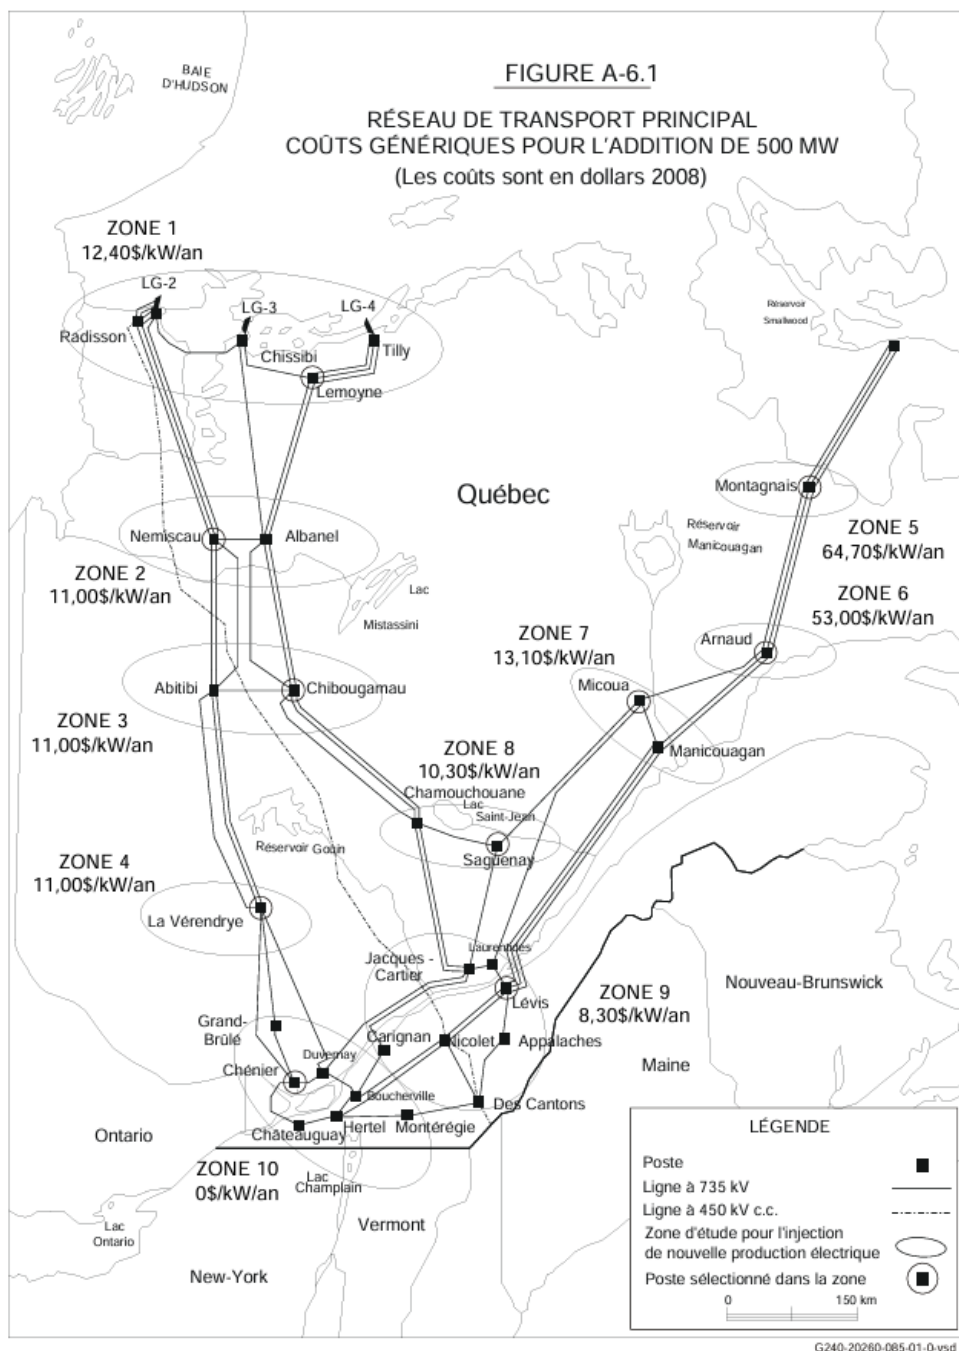 BAIE
D'HUDSON
FIGURE A-6.1
RÉSEAU DE TRANSPORT PRINCIPAL
COÛTS GÉNÉRIQUES POUR L'ADDITION DE 500 MW
(Les coûts sont en dollars 2008)
ZONE 1
12,40$/kW/an
LG-2
LG-3
LG-4
Radisson
Chissibi
Tilly
Lemoyne
Réservoir
Smallwood
Montagnais
Québec
Réservoir
Manicouagan
ZONE 5
64,70$/kW/an
Nemiscau
Albanel
ZONE 2
11,00$/kW/an
Lac
Mistassini
ZONE 6
53,00$/kW/an
ZONE 7
13,10$/kW/an
Arnaud
Micoua
Abitibi
Chibougamau
ZONE 3
11,00$/kW/an
Manicouagan
ZONE 8
10,30$/kW/an
Chamouchouane
Lac
Saint-Jean
Saguenay
Réservoir Gouin
ZONE 4
11,00$/kW/an
La Vérendrye
Jacques -
Cartier
Laurentides
Lévis
ZONE 9
8,30$/kW/an
Nouveau-Brunswick
Grand-
Brûlé
Carignan
Nicolet
Appalaches
Duvernay
Chénier
Boucherville
Maine
Des Cantons
Ontario
Châteauguay
Hertel
Montérégie
ZONE 10
0$/kW/an
Lac
Champlain
Vermont
Lac
Ontario
New-York
LÉGENDE
Poste
Ligne à 735 kV
Ligne à 450 kV c.c.
Zone d'étude pour l'injection
de nouvelle production électrique
Poste sélectionné dans la zone
0
150 km
G240-20260-085-01-0-vsd